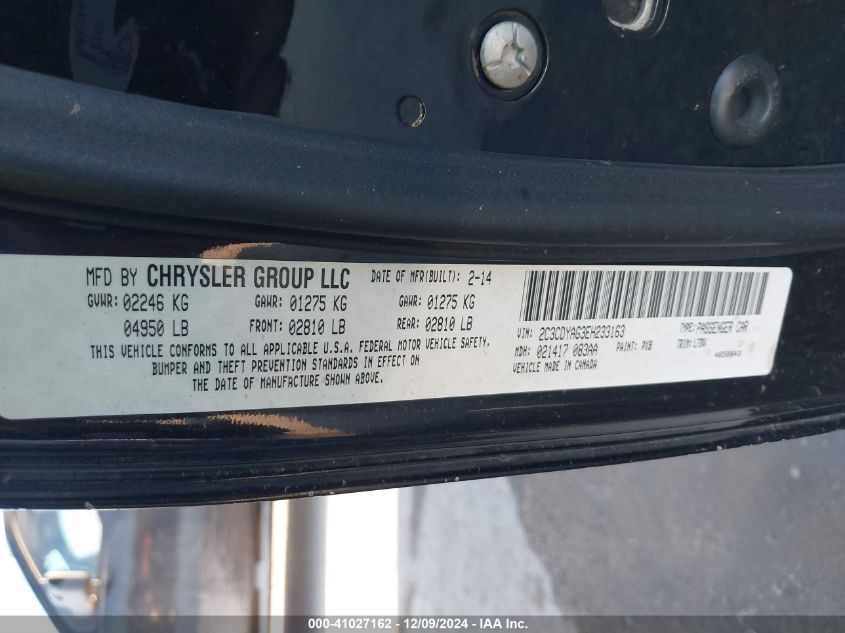 MFD BY CHRYSLER GROUP LLC DATE OF MFR(BUILT): 2-14
GVWR: 02246 KG GAWR: 01275 KG GAWR: 01275 KG
04950 LB FRONT: 02810 LB REAR: 02810 LB
THIS VEHICLE CONFORMS TO ALL APPLICABLE U.S.A. FEDERAL MOTOR VEHICLE SAFETY,
BUMPER AND THEFT PREVENTION STANDARDS IN EFFECT ON
THE DATE OF MANUFACTURE SHOWN ABOVE.
VIN: 2C3CDYAG3EH233163 TYPE: PASSENGER CAR
MDH: 021417 083AA PAINT: PX8 TRIM:
VEHICLE MADE IN CANADA
000-41027162 - 12/09/2024 - IAA Inc.